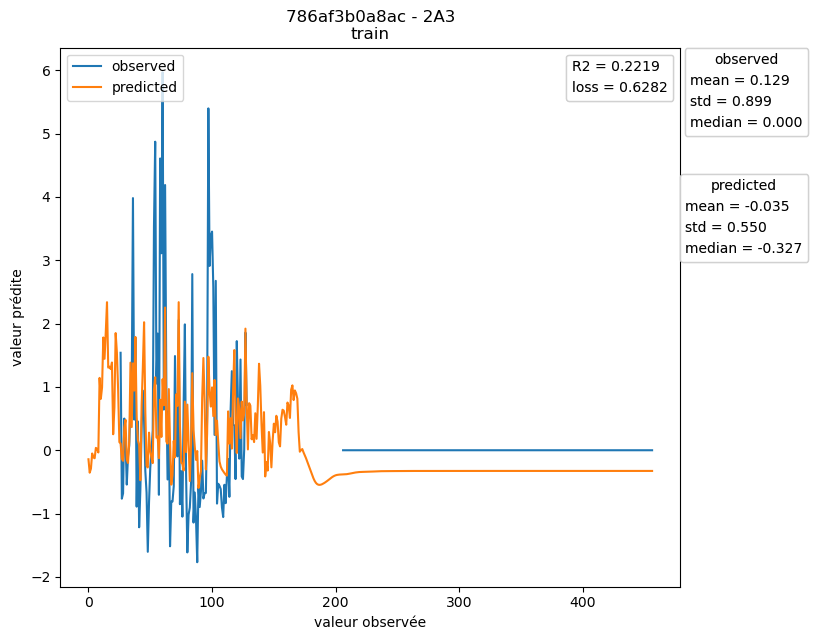 786af3b0a8ac - 2A3
train
observed
predicted
R2 = 0.2219
loss = 0.6282
observed
mean = 0.129
std = 0.899
median = 0.000
predicted
mean = -0.035
std = 0.550
median = -0.327
valeur prédite
6
5
4
3
2
1
0
−1
−2
0
100
200
300
400
valeur observée